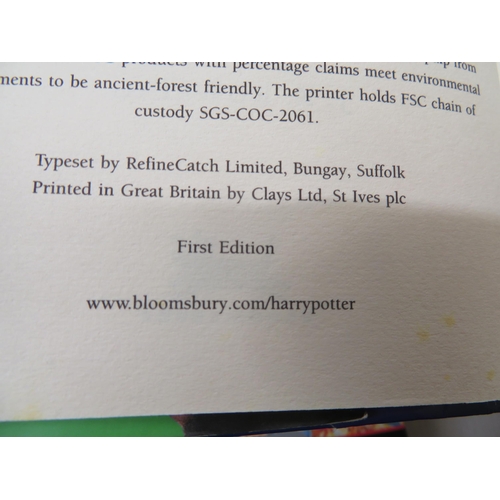 from
products with percentage claims meet environmental
ments to be ancient-forest friendly. The printer holds FSC chain of
custody SGS-COC-2061.
Typeset by RefineCatch Limited, Bungay, Suffolk
Printed in Great Britain by Clays Ltd, St Ives plc
First Edition
www.bloomsbury.com/harrypotter